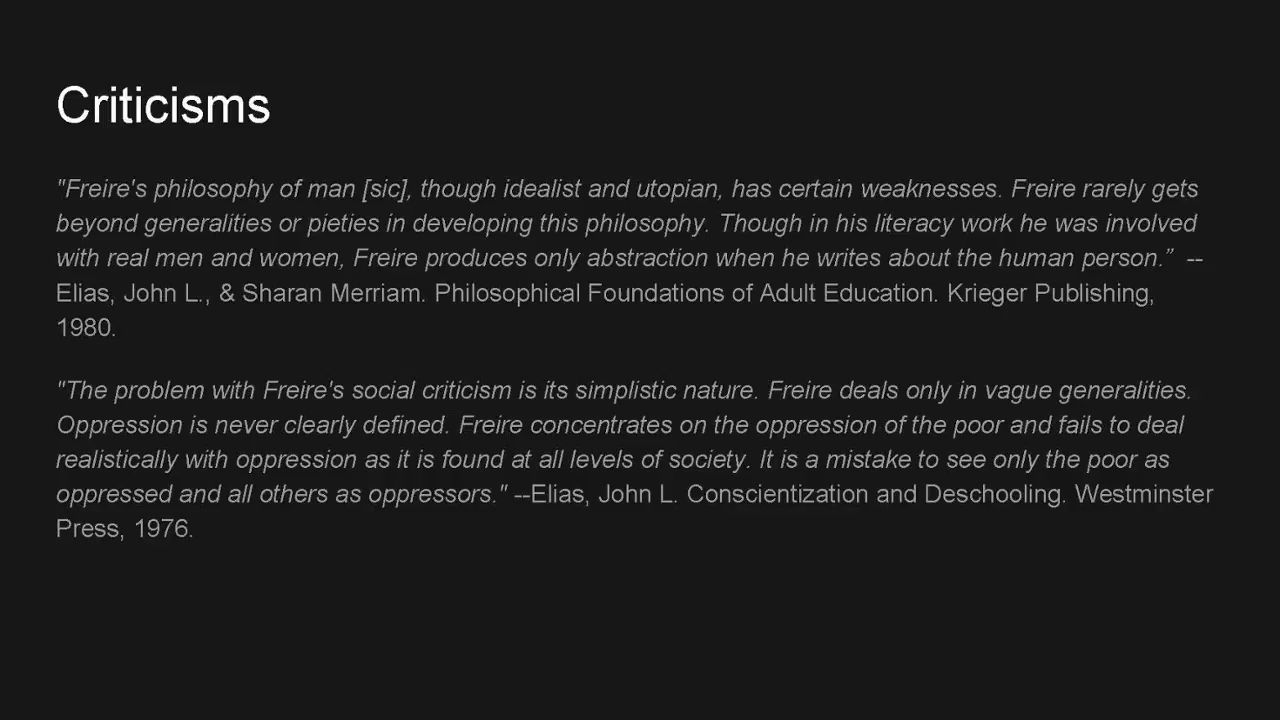 Criticisms
"Freire's philosophy of man [sic], though idealist and utopian, has certain weaknesses. Freire rarely gets
beyond generalities or pieties in developing this philosophy. Though in his literacy work he was involved
with real men and women, Freire produces only abstraction when he writes about the human person.” --
Elias, John L., & Sharan Merriam. Philosophical Foundations of Adult Education. Krieger Publishing,
1980.
"The problem with Freire's social criticism is its simplistic nature. Freire deals only in vague generalities.
Oppression is never clearly defined. Freire concentrates on the oppression of the poor and fails to deal
realistically with oppression as it is found at all levels of society. It is a mistake to see only the poor as
oppressed and all others as oppressors." --Elias, John L. Conscientization and Deschooling. Westminster
Press, 1976.